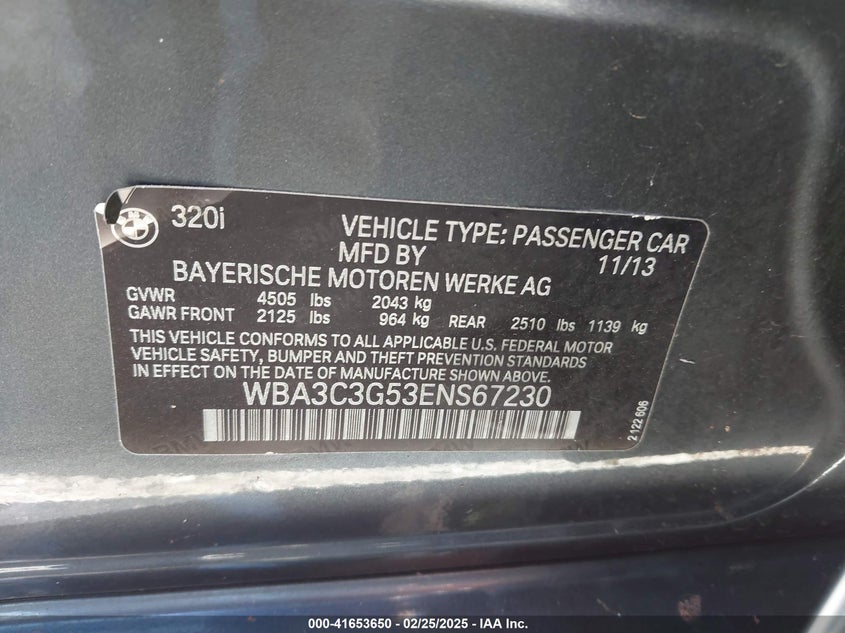 320i
VEHICLE TYPE: PASSENGER CAR
MFD BY 11/13
BAYERISCHE MOTOREN WERKE AG
GVWR 4505 lbs 2043 kg
GAWR FRONT 2125 lbs 964 kg REAR 2510 lbs 1139 kg
THIS VEHICLE CONFORMS TO ALL APPLICABLE U.S. FEDERAL MOTOR
VEHICLE SAFETY, BUMPER AND THEFT PREVENTION STANDARDS
IN EFFECT ON THE DATE OF MANUFACTURE SHOWN ABOVE.
WBA3C3G53ENS67230
2 122 606
000-41653650 - 02/25/2025 - IAA Inc.